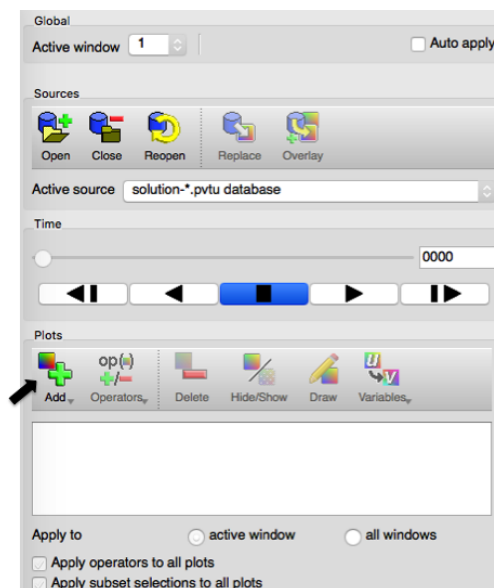 Global
Active window 1 Auto apply
Sources
Open Close Reopen Replace Overlay
Active source solution-*.pvtu database
Time
0000
Plots
op(=)
+/-
u
v
Add Operators Delete Hide/Show Draw Variables
Apply to active window all windows
Apply operators to all plots
Apply subset selections to all plots